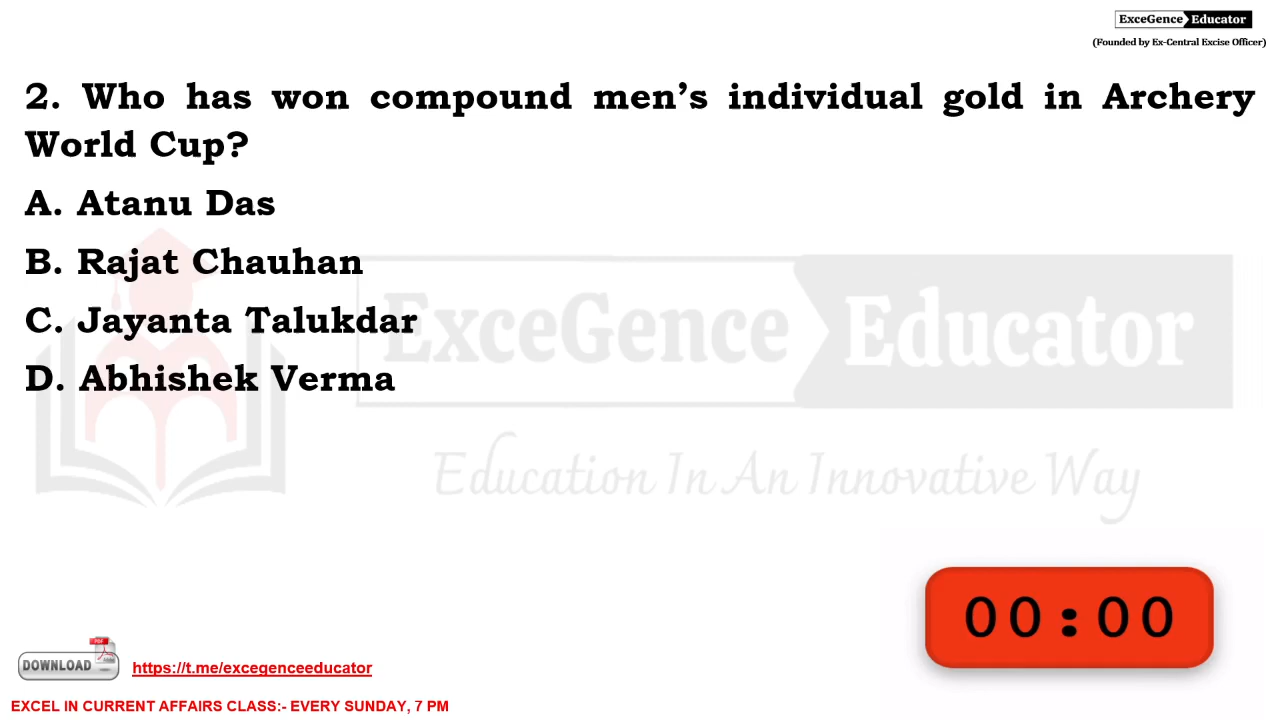 ExceGence Educator
(Founded by Ex-Central Excise Officer)
2. Who has won compound men’s individual gold in Archery
World Cup?
A. Atanu Das
B. Rajat Chauhan
C. Jayanta Talukdar
D. Abhishek Verma
ExceGence Educator
Education In An Innovative Way
00:00
PDF
DOWNLOAD
https://t.me/excegenceeducator
EXCEL IN CURRENT AFFAIRS CLASS:- EVERY SUNDAY, 7 PM